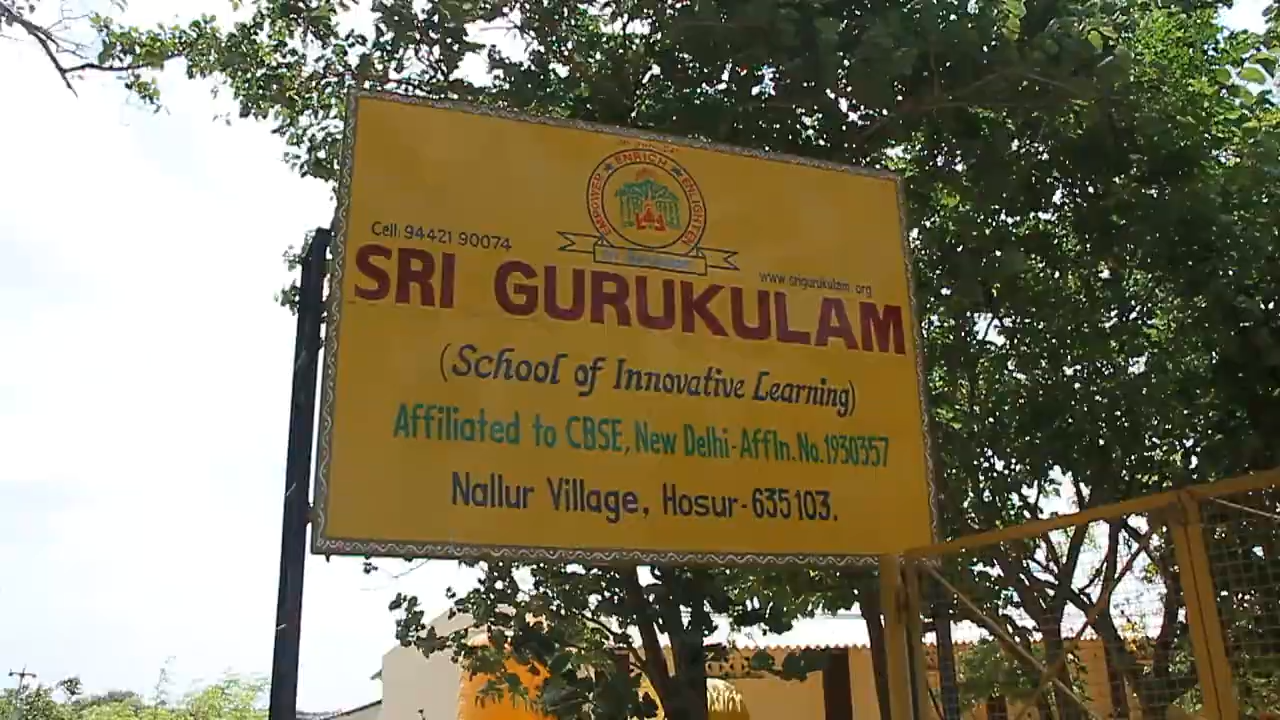 EMPOWER ★ ENRICH ★ ENLIGHTEN
Cell: 94421 90074
www.srigurukulam.org
SRI GURUKULAM
(School of Innovative Learning)
Affiliated to CBSE, New Delhi-Affln.No.1930357
Nallur Village, Hosur-635103.